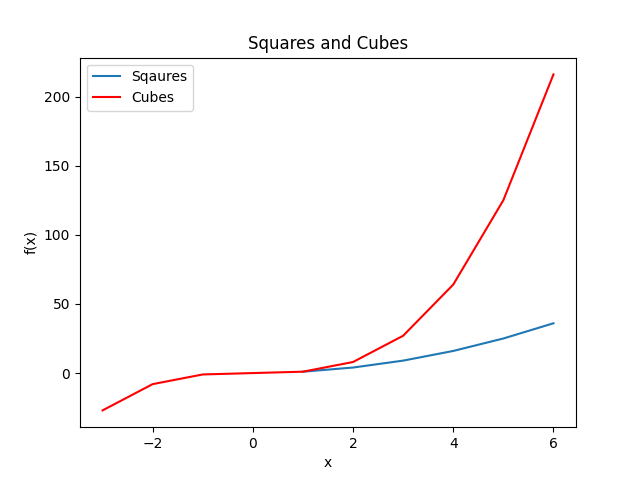 Squares and Cubes
Sqaures
Cubes
200
150
100
50
0
f(x)
−2
0
2
4
6
x